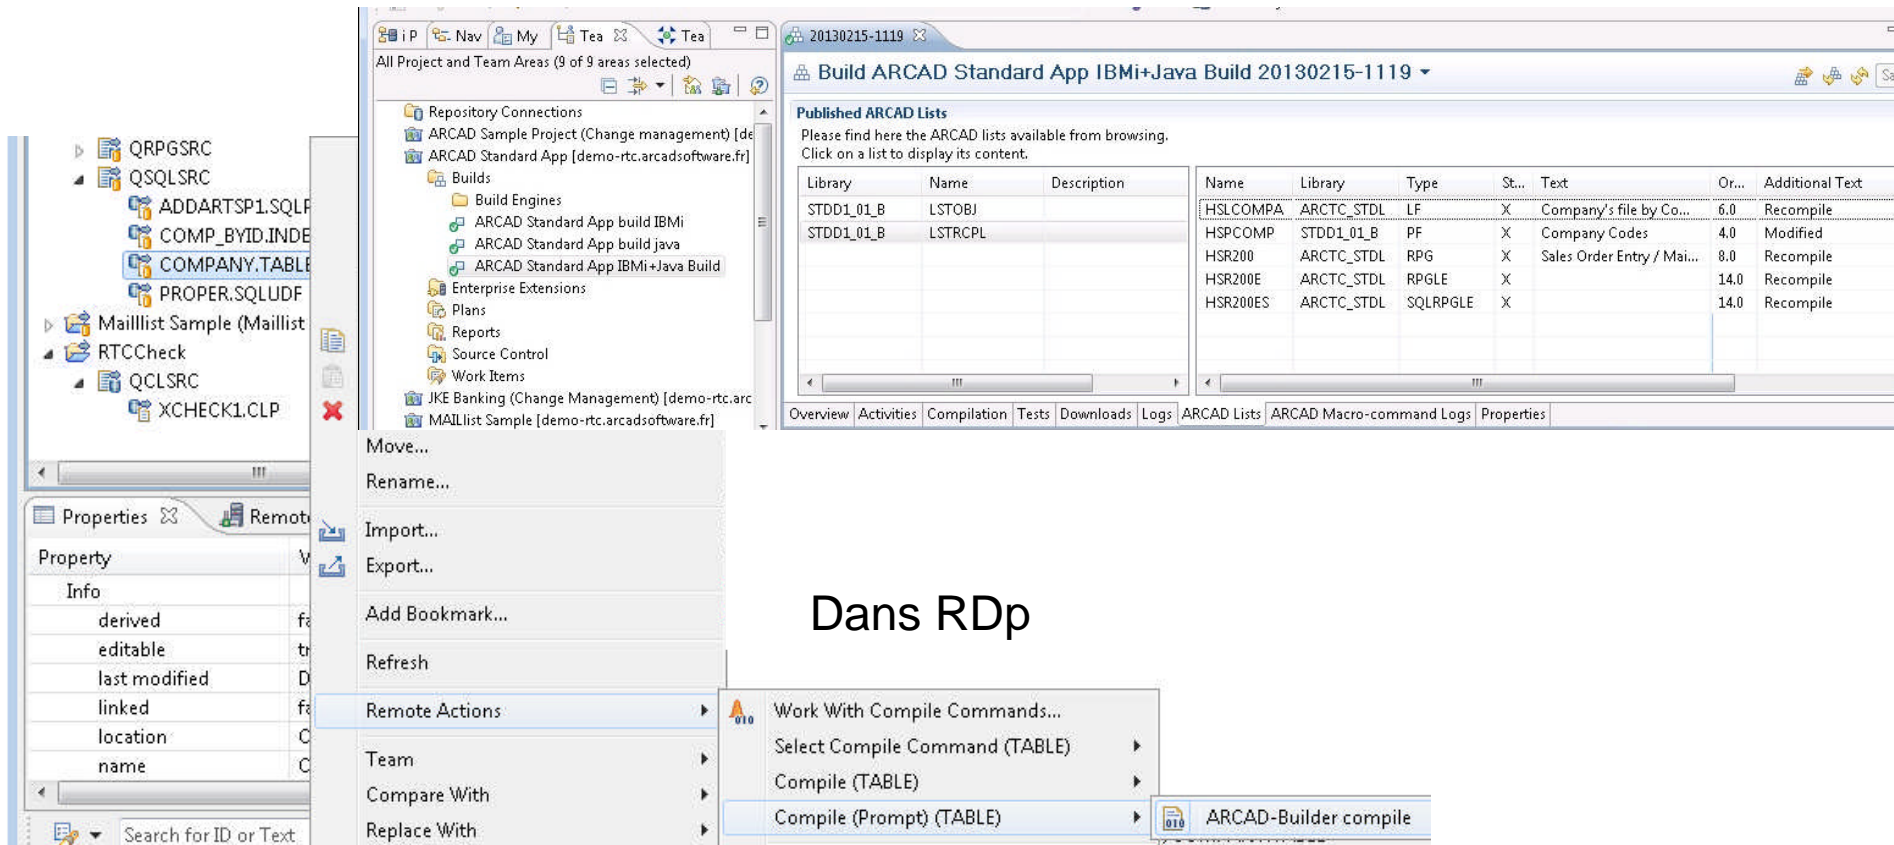 i P
Nav
My
Tea
Tea
All Project and Team Areas (9 of 9 areas selected)
Repository Connections
ARCAD Sample Project (Change management) [de
ARCAD Standard App [demo-rtc.arcadsoftware.fr]
Builds
Build Engines
ARCAD Standard App build IBMi
ARCAD Standard App build java
ARCAD Standard App IBMi+Java Build
Enterprise Extensions
Plans
Reports
Source Control
Work Items
JKE Banking (Change Management) [demo-rtc.arc
MAILlist Sample [demo-rtc.arcadsoftware.fr]
20130215-1119
Build ARCAD Standard App IBMi+Java Build 20130215-1119
Sa
Published ARCAD Lists
Please find here the ARCAD lists available from browsing.
Click on a list to display its content.
Library Name Description
STDD1_01_B LSTOBJ
STDD1_01_B LSTRCPL
Name Library Type St... Text Or... Additional Text
HSLCOMPA ARCTC_STDL LF X Company's file by Co... 6.0 Recompile
HSPCOMP STDD1_01_B PF X Company Codes 4.0 Modified
HSR200 ARCTC_STDL RPG X Sales Order Entry / Mai... 8.0 Recompile
HSR200E ARCTC_STDL RPGLE X 14.0 Recompile
HSR200ES ARCTC_STDL SQLRPGLE X 14.0 Recompile
Overview Activities Compilation Tests Downloads Logs ARCAD Lists ARCAD Macro-command Logs Properties
QRPGSRC
QSQLSRC
ADDARTSP1.SQLP
COMP_BYID.INDE
COMPANY.TABLE
PROPER.SQLUDF
Mailllist Sample (Maillist
RTCCheck
QCLSRC
XCHECK1.CLP
Properties
Remot
Property V
Info
derived fa
editable tr
last modified D
linked fa
location C
name C
Search for ID or Text
Move...
Rename...
Import...
Export...
Add Bookmark...
Refresh
Remote Actions
Team
Compare With
Replace With
Dans RDp
Work With Compile Commands...
Select Compile Command (TABLE)
Compile (TABLE)
Compile (Prompt) (TABLE)
ARCAD-Builder compile